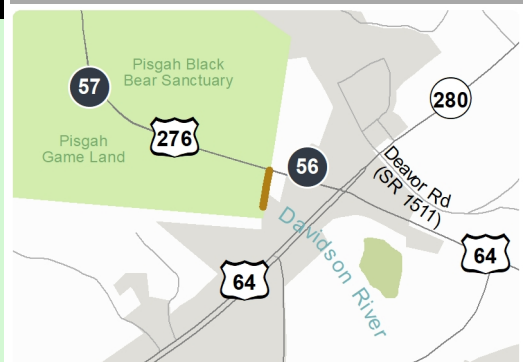 Pisgah Black
Bear Sanctuary
57
280
276
Pisgah
Game Land
56
Deavor Rd
(SR 1511)
Davidson River
64
64